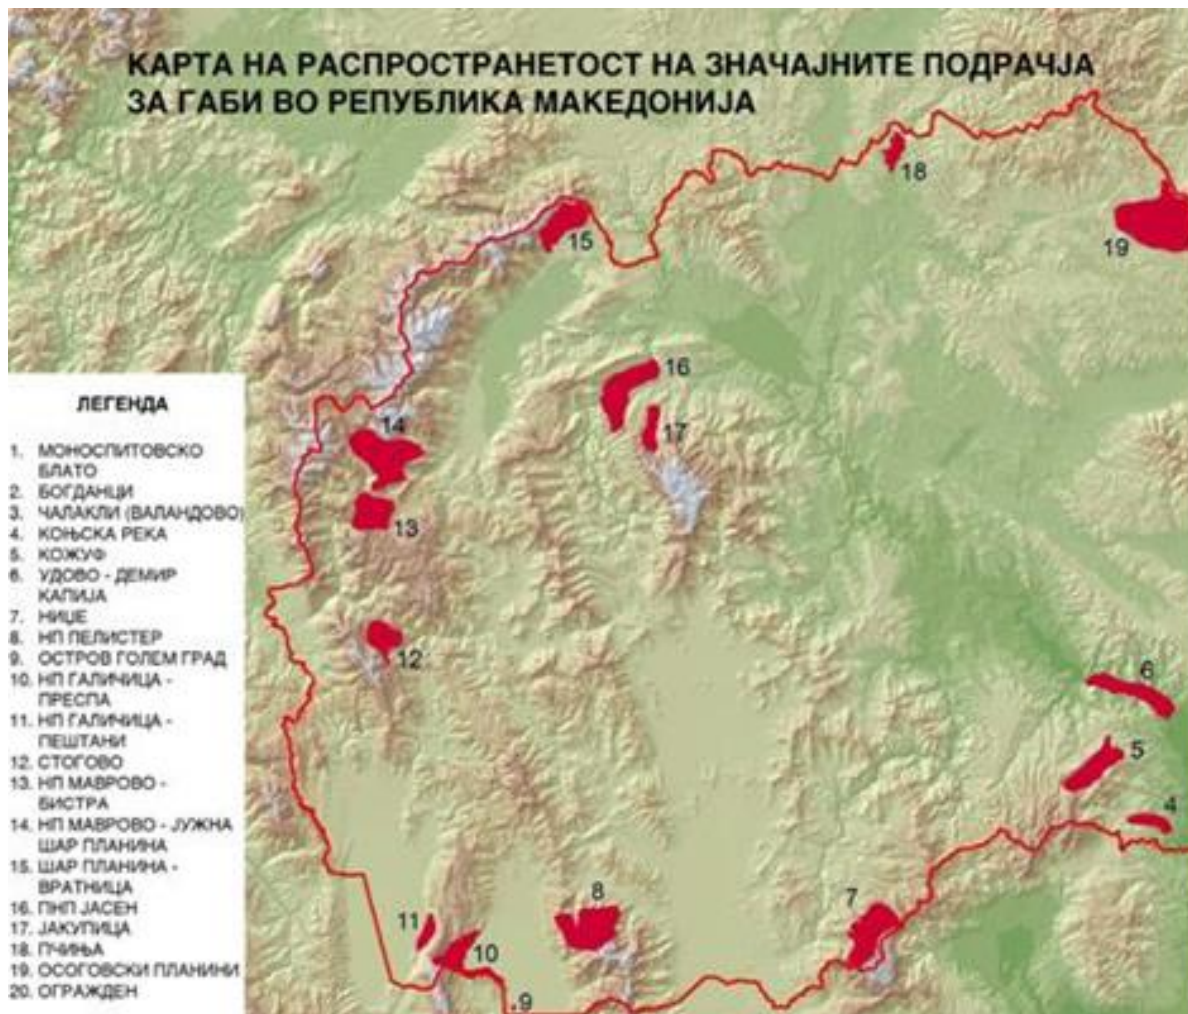 КАРТА НА РАСПРОСТРАНЕТОСТ НА ЗНАЧАЈНИТЕ ПОДРАЧЈА
ЗА ГАБИ ВО РЕПУБЛИКА МАКЕДОНИЈА
18
15
19
16
17
14
13
12
6
5
4
8
7
11
10
9
ЛЕГЕНДА
1. МОНОСПИТОВСКО
БЛАТО
2. БОГДАНЦИ
3. ЧАЛАКЛИ (ВАЛАНДОВО)
4. КОЊСКА РЕКА
5. КОЖУФ
6. УДОВО - ДЕМИР
КАПИЈА
7. НИЏЕ
8. НП ПЕЛИСТЕР
9. ОСТРОВ ГОЛЕМ ГРАД
10. НП ГАЛИЧИЦА -
ПРЕСПА
11. НП ГАЛИЧИЦА -
ПЕШТАНИ
12. СТОГОВО
13. НП МАВРОВО -
БИСТРА
14. НП МАВРОВО - ЈУЖНА
ШАР ПЛАНИНА
15. ШАР ПЛАНИНА -
ВРАТНИЦА
16. ПНП ЈАСЕН
17. ЈАКУПИЦА
18. ПЧИЊА
19. ОСОГОВСКИ ПЛАНИНИ
20. ОГРАЖДЕН